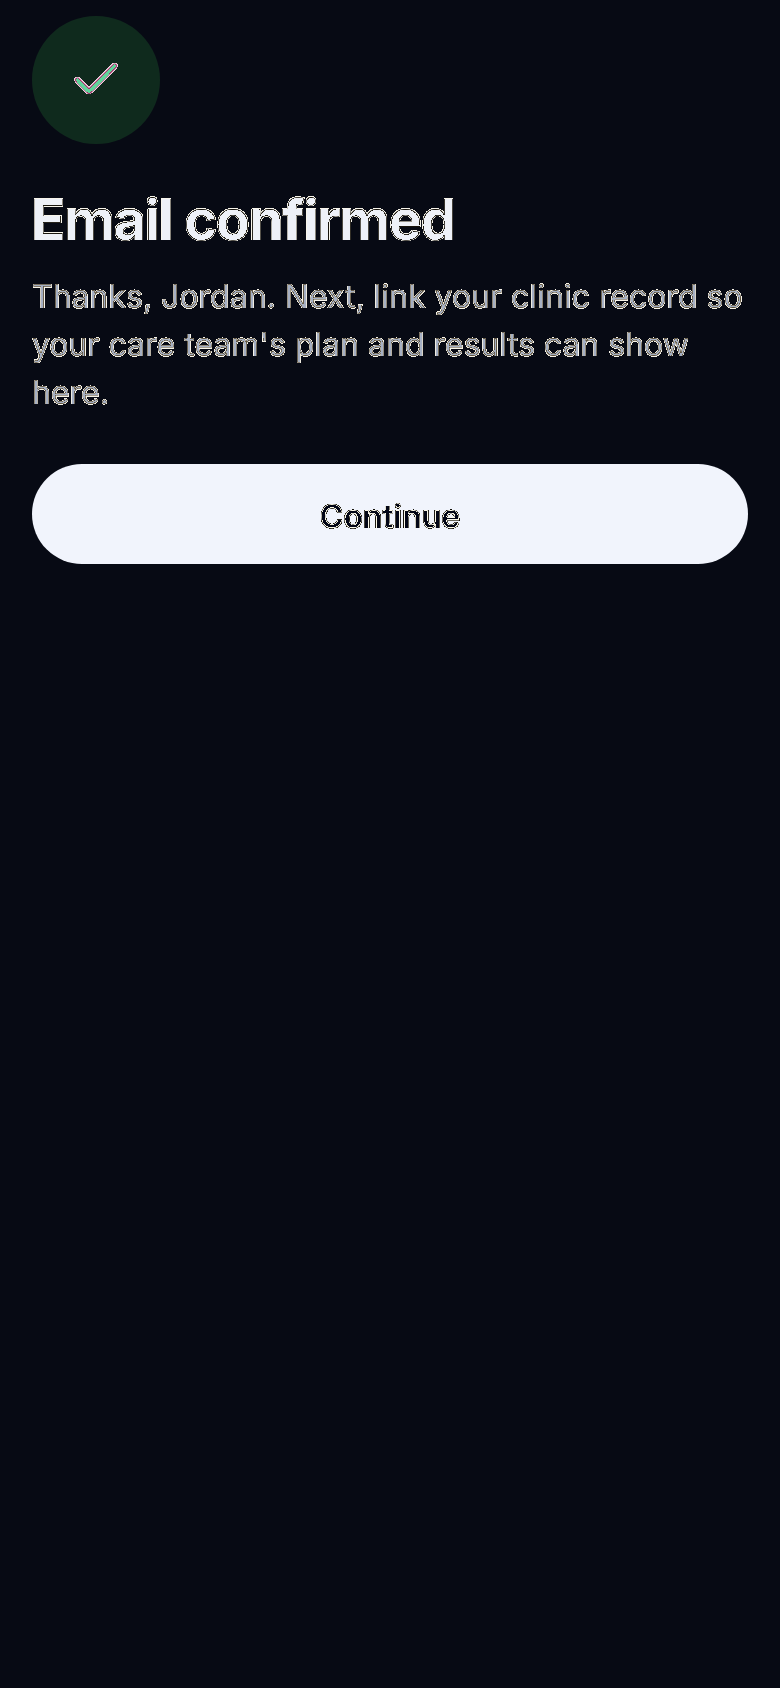 Email confirmed
Thanks, Jordan. Next, link your clinic record so
your care team's plan and results can show
here.
Continue